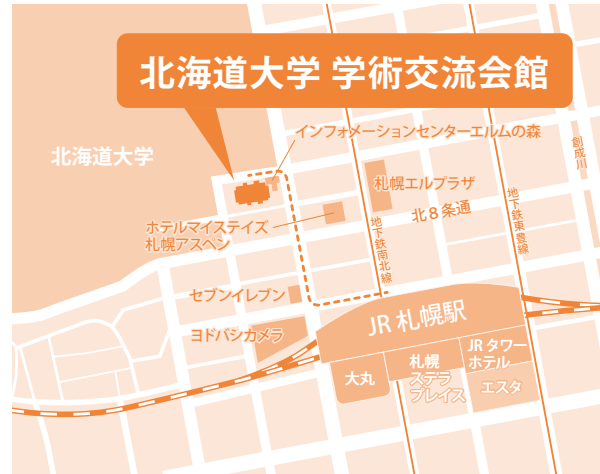 北海道大学 学術交流会館
インフォメーションセンターエルムの森
北海道大学
創成川
札幌エルプラザ
北8条通
地下鉄東豊線
地下鉄南北線
ホテルマイステイズ
札幌アスペン
セブンイレブン
ヨドバシカメラ
JR 札幌駅
大丸
札幌
ステラ
プレイス
JR タワー
ホテル
エスタ